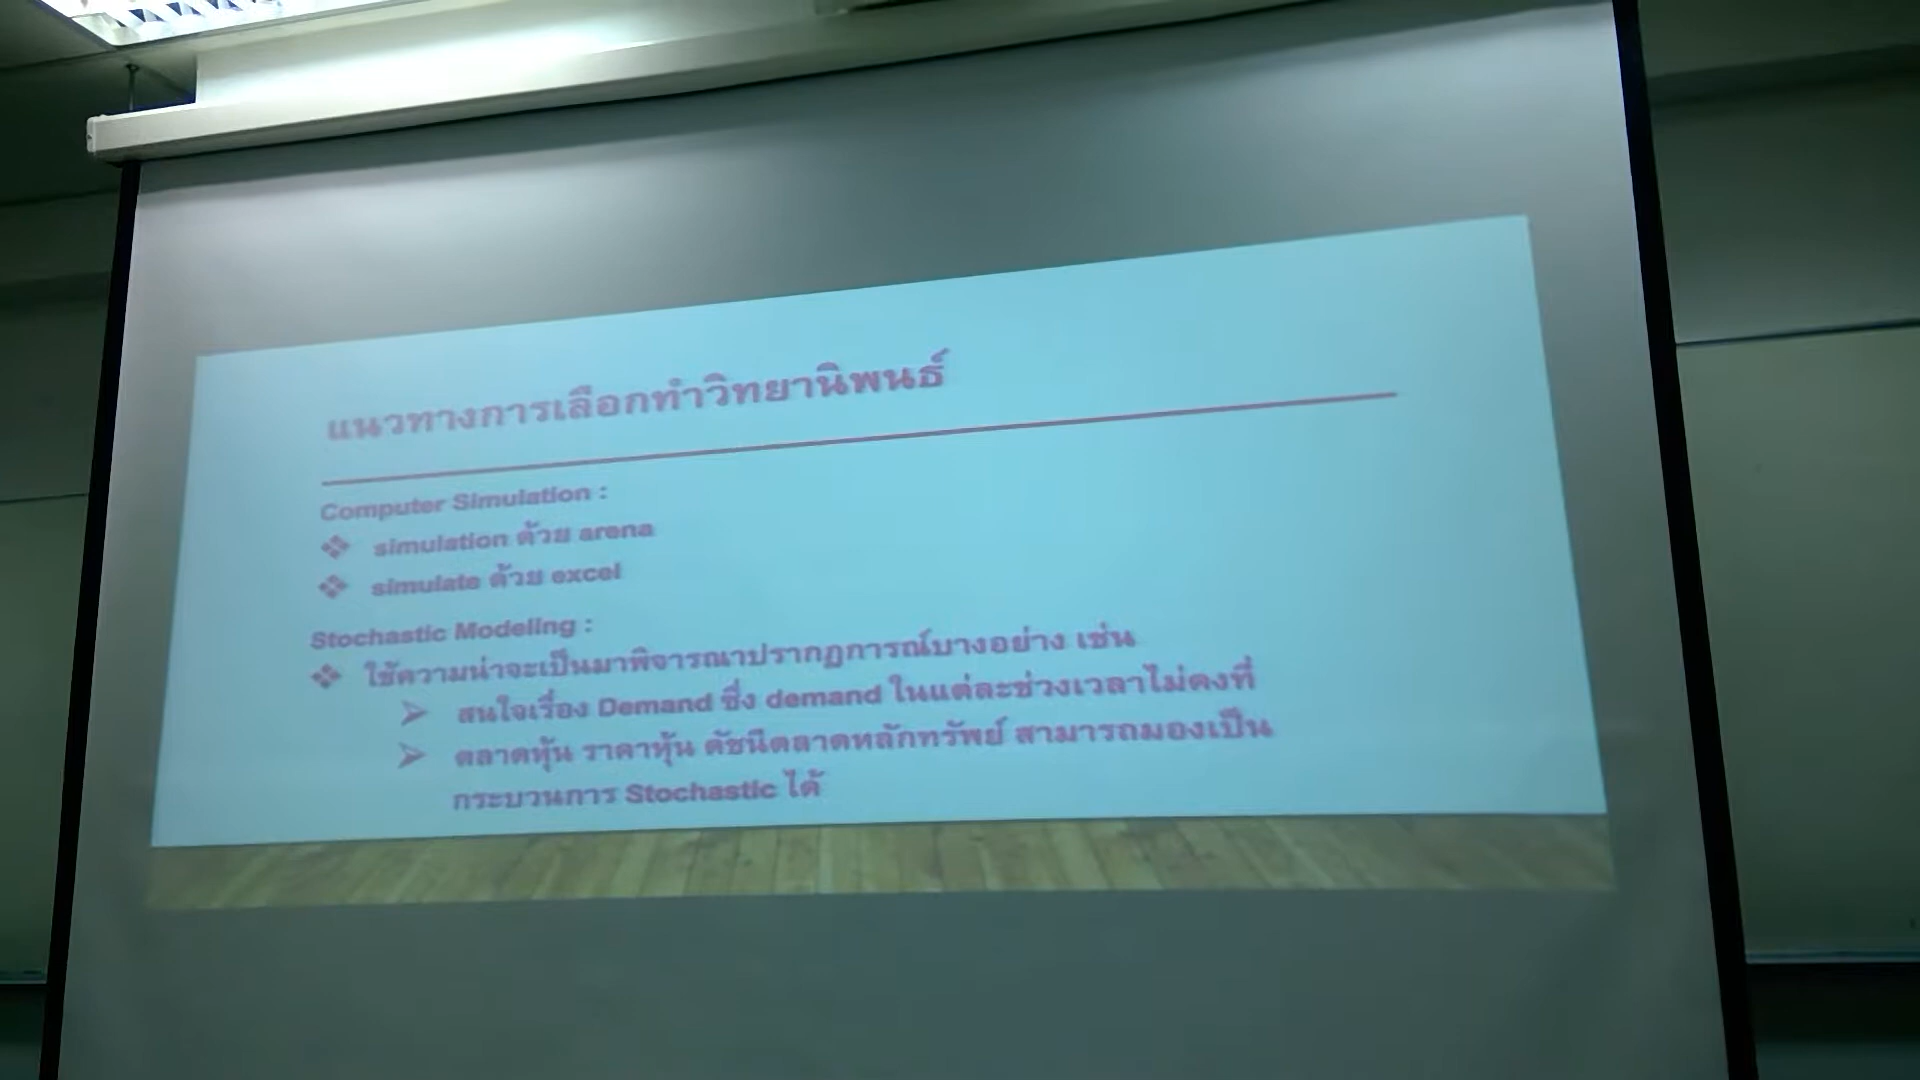 แนวทางการเลือกทำวิทยานิพนธ์
Computer Simulation :
❖ simulation ด้วย arena
❖ simulate ด้วย excel
Stochastic Modeling :
❖ ใช้ความน่าจะเป็นมาพิจารณาปรากฏการณ์บางอย่าง เช่น
➢ สนใจเรื่อง Demand ซึ่ง demand ในแต่ละช่วงเวลาไม่คงที่
➢ ตลาดหุ้น ราคาหุ้น ดัชนีตลาดหลักทรัพย์ สามารถมองเป็น
กระบวนการ Stochastic ได้